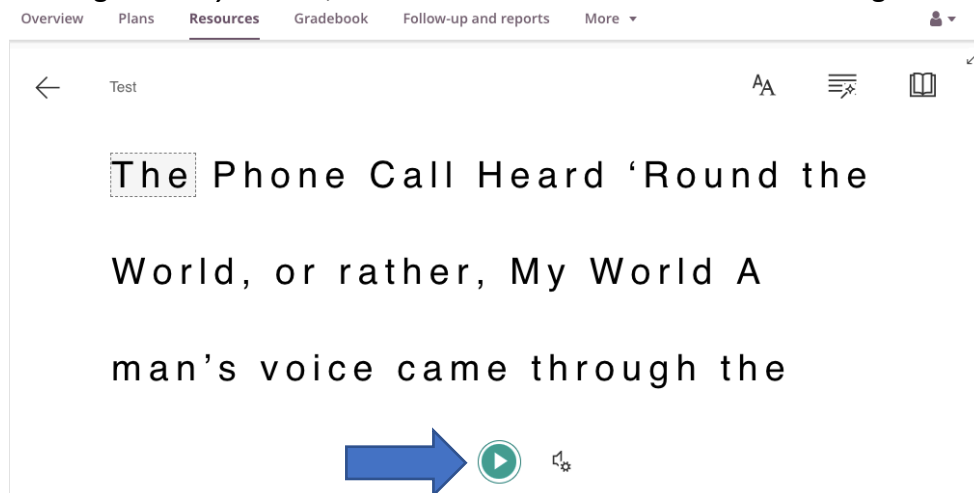 Overview Plans Resources Gradebook Follow-up and reports More
Test AA
The Phone Call Heard ‘Round the
World, or rather, My World A
man’s voice came through the